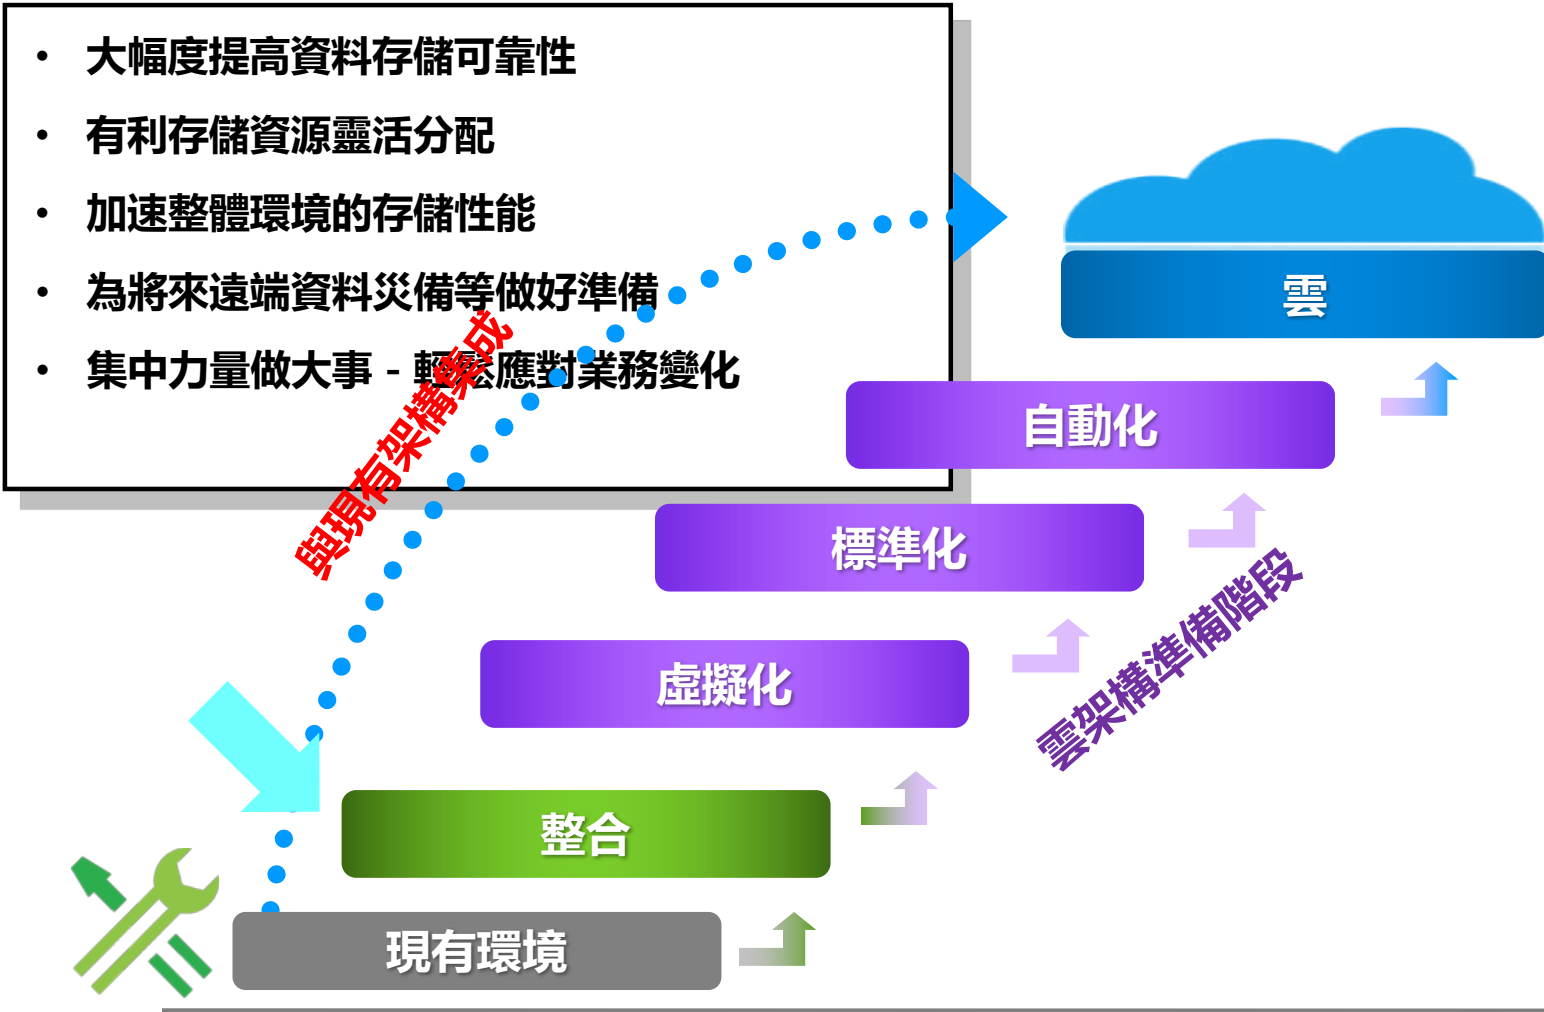 • 大幅度提高資料存儲可靠性
• 有利存儲資源靈活分配
• 加速整體環境的存儲性能
• 為將來遠端資料災備等做好準備
• 集中力量做大事 - 輕鬆應對業務變化
與現有架構集成
雲
自動化
標準化
雲架構準備階段
虛擬化
整合
現有環境